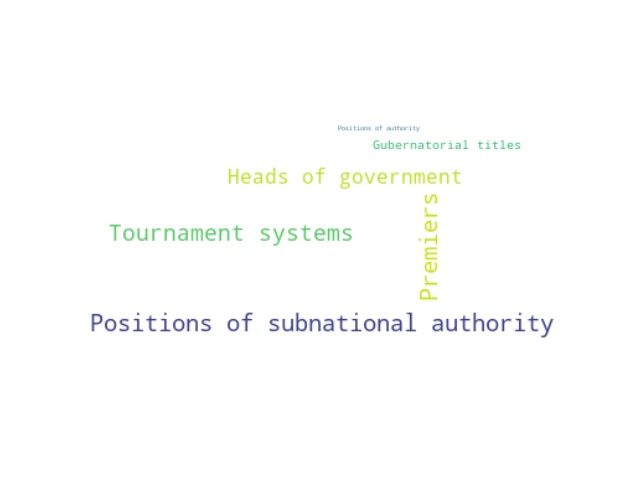 Positions of authority
Gubernatorial titles
Heads of government
Premiers
Tournament systems
Positions of subnational authority